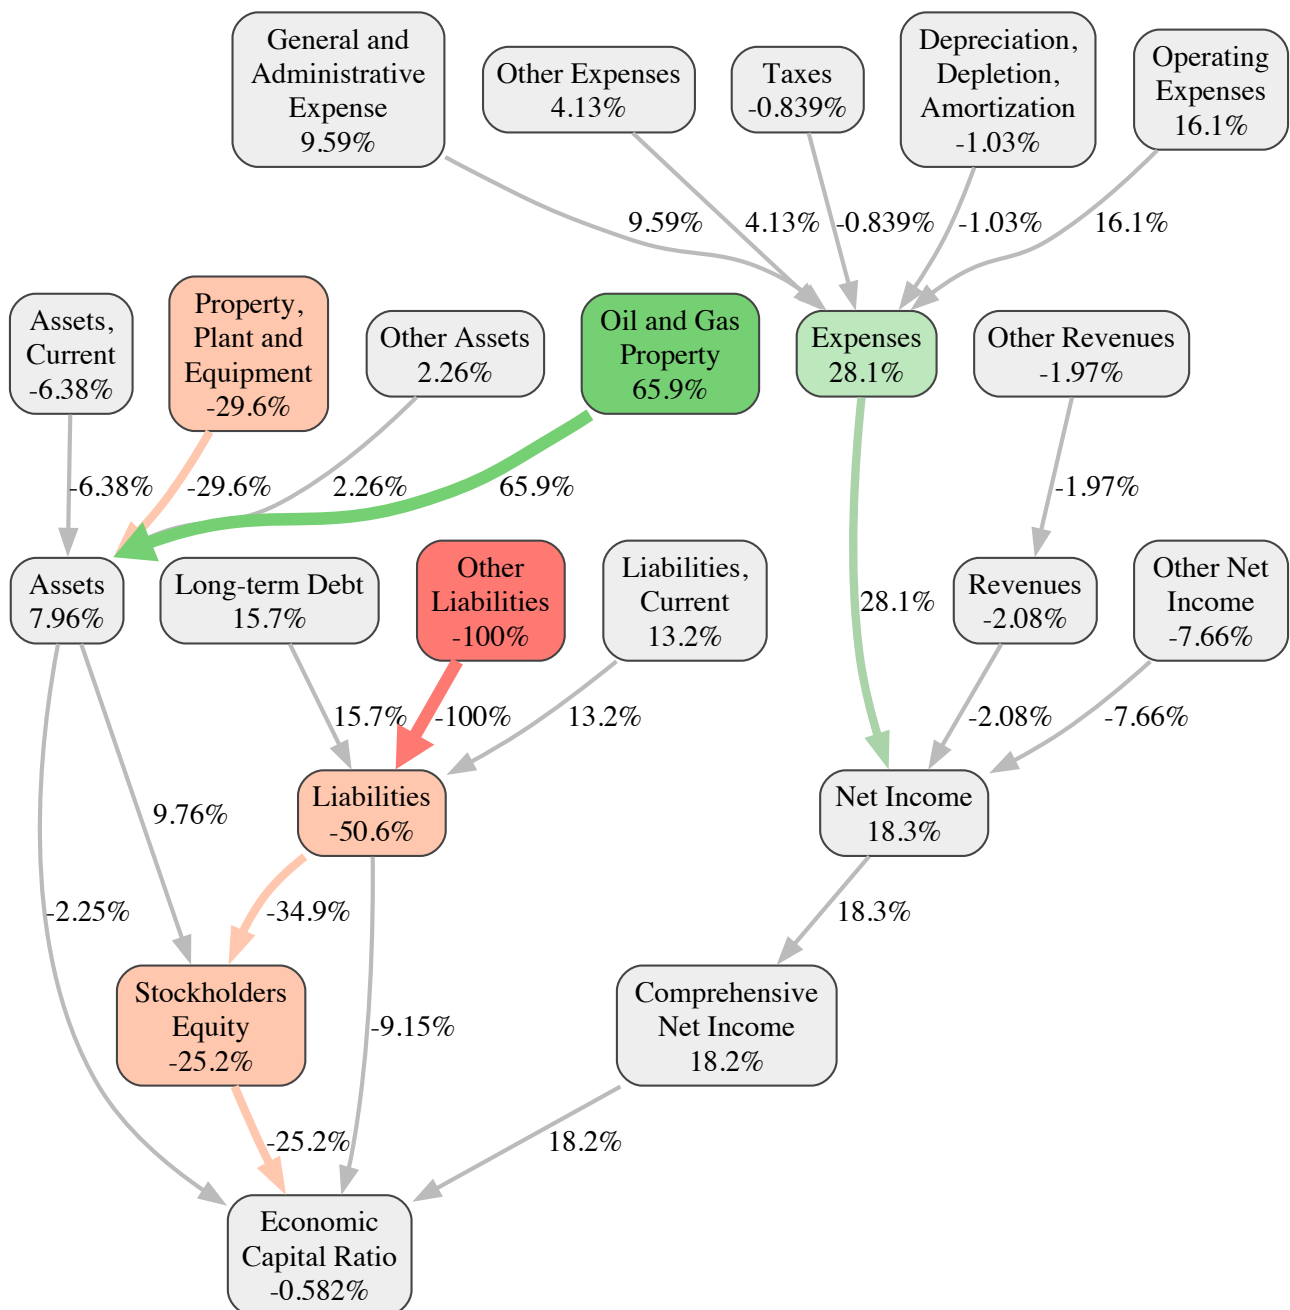 General and
Administrative
Expense
9.59%
Other Expenses
4.13%
Taxes
-0.839%
Depreciation,
Depletion,
Amortization
-1.03%
Operating
Expenses
16.1%
9.59%
4.13%
-0.839%
-1.03%
16.1%
Assets,
Current
-6.38%
Property,
Plant and
Equipment
-29.6%
Other Assets
2.26%
Oil and Gas
Property
65.9%
Expenses
28.1%
Other Revenues
-1.97%
-6.38%
-29.6%
2.26%
65.9%
-1.97%
Assets
7.96%
Long-term Debt
15.7%
Other
Liabilities
-100%
Liabilities,
Current
13.2%
28.1%
Revenues
-2.08%
Other Net
Income
-7.66%
15.7%
-100%
13.2%
-2.08%
-7.66%
Liabilities
-50.6%
Net Income
18.3%
9.76%
-2.25%
-34.9%
18.3%
Stockholders
Equity
-25.2%
-9.15%
Comprehensive
Net Income
18.2%
-25.2%
18.2%
Economic
Capital Ratio
-0.582%